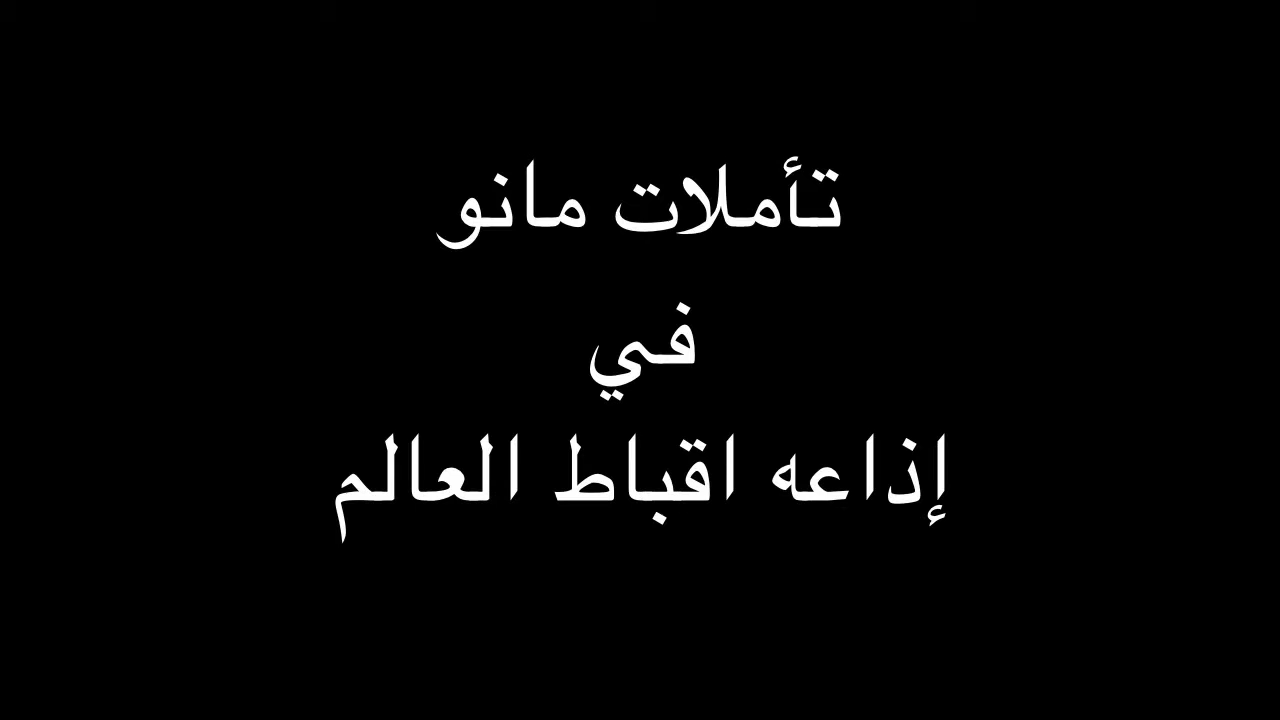 تأملات مانو
في
إذاعه اقباط العالم